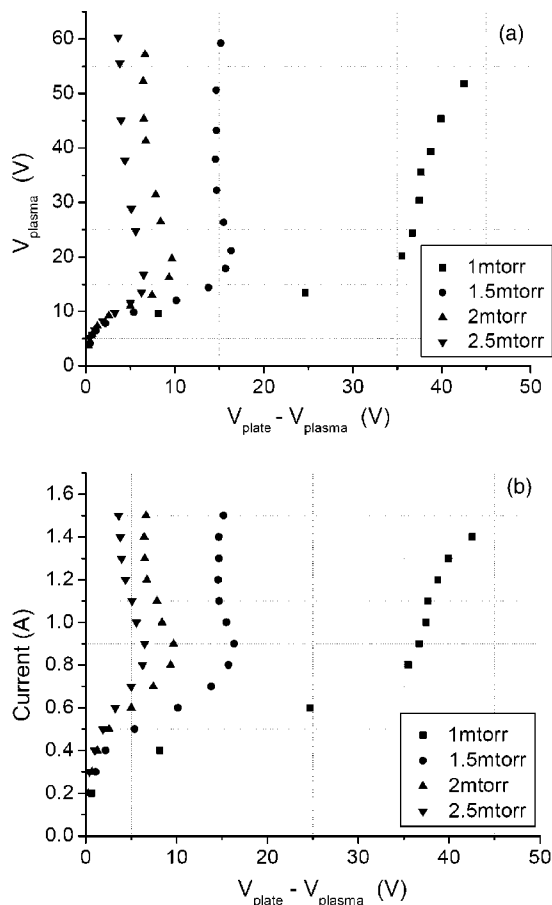 (a)
60
50
40
30
20
10
0
V_plasma (V)
0 10 20 30 40 50
V_plate - V_plasma (V)
1mtorr
1.5mtorr
2mtorr
2.5mtorr
(b)
1.6
1.4
1.2
1.0
0.8
0.6
0.4
0.2
0.0
Current (A)
0 10 20 30 40 50
V_plate - V_plasma (V)
1mtorr
1.5mtorr
2mtorr
2.5mtorr